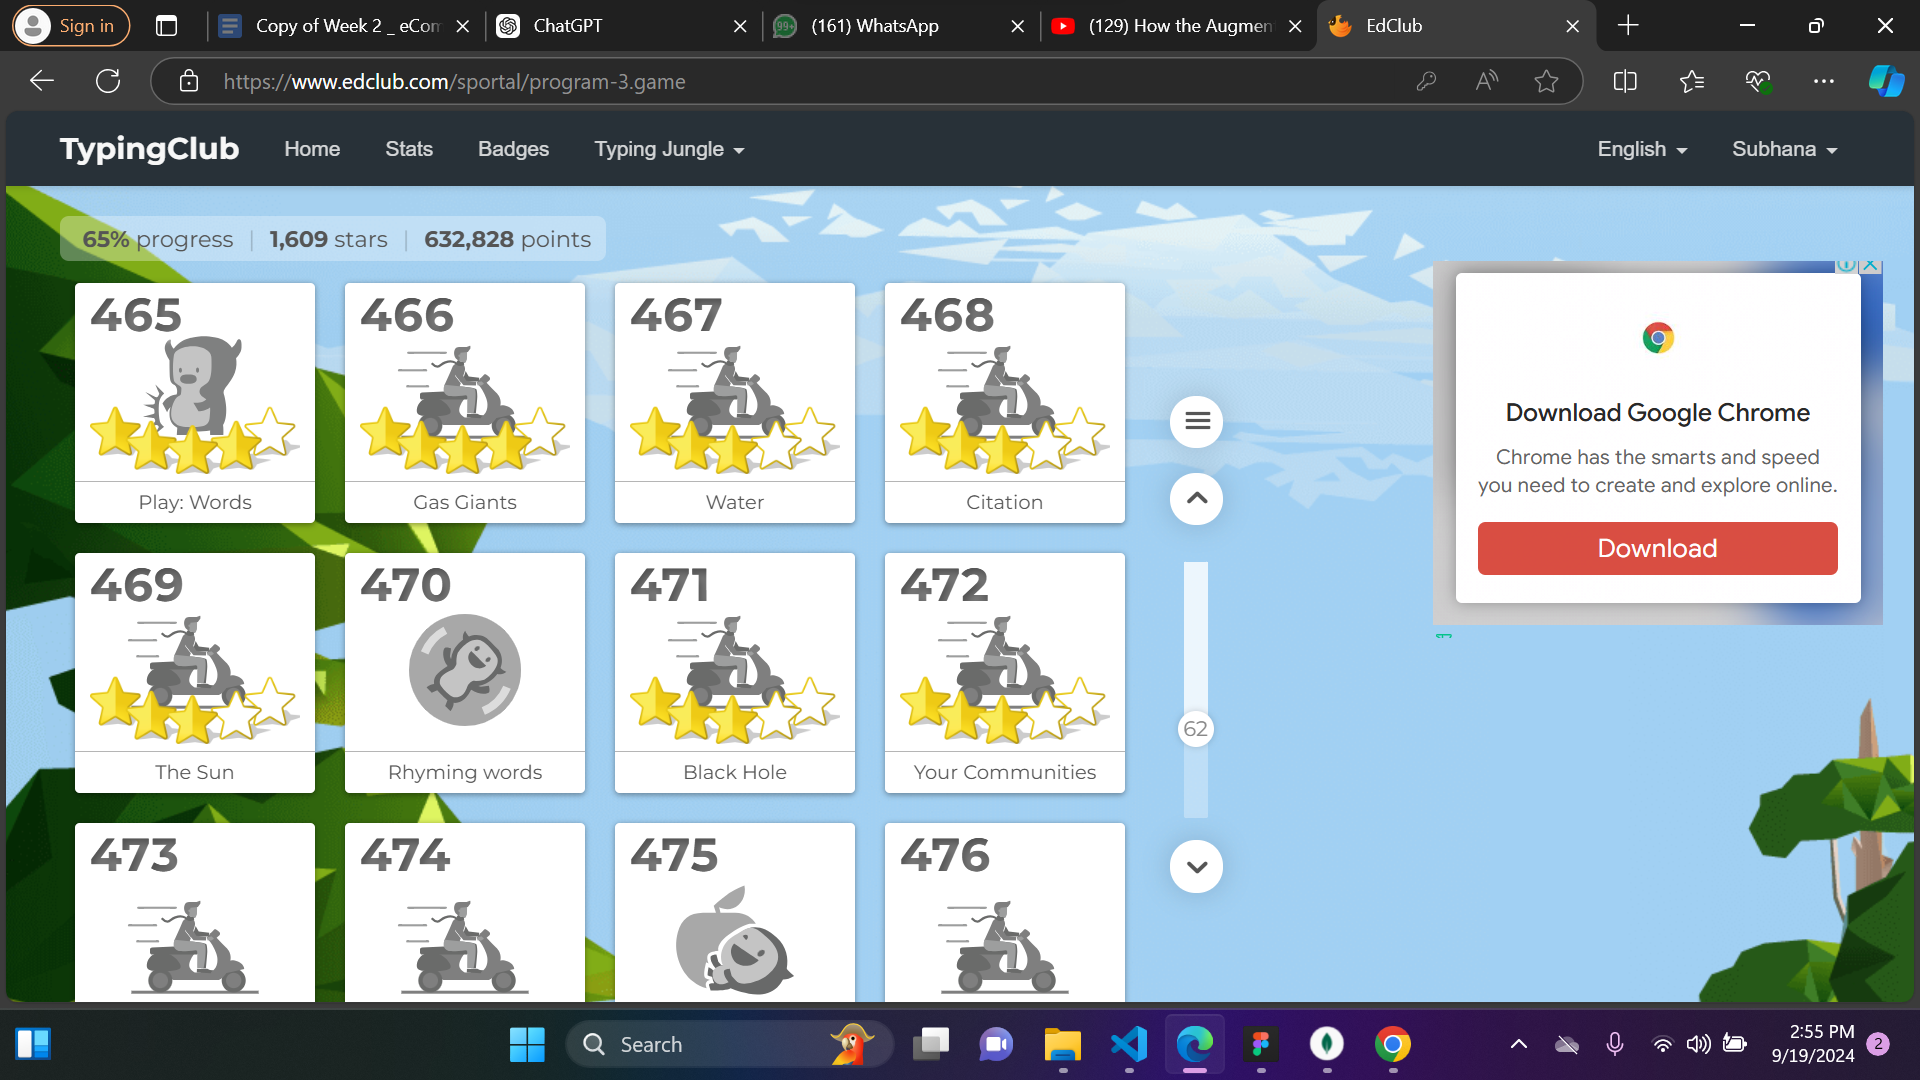 Sign in
Copy of Week 2 _ eCom
ChatGPT
99+
(161) WhatsApp
(129) How the Augmen
EdClub
https://www.edclub.com/sportal/program-3.game
TypingClub
Home
Stats
Badges
Typing Jungle
English
Subhana
65% progress | 1,609 stars | 632,828 points
465
466
467
468
Play: Words
Gas Giants
Water
Citation
469
470
471
472
The Sun
Rhyming words
Black Hole
Your Communities
473
474
475
476
62
Download Google Chrome
Chrome has the smarts and speed
you need to create and explore online.
Download
Search
2:55 PM
9/19/2024
2